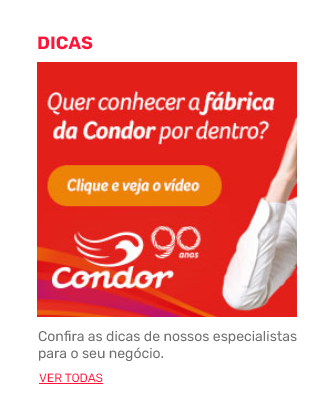 DICAS
Quer conhecer a fábrica
da Condor por dentro?
Clique e veja o vídeo
condor
90
anos
Confira as dicas de nossos especialistas
para o seu negócio.
VER TODAS